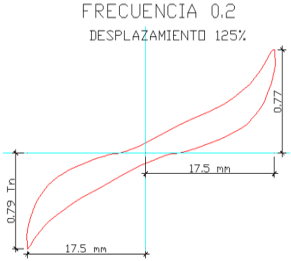 FRECUENCIA 0.2
DESPLAZAMIENTO 125%
0.77
17.5 mm
0.79 Tn
17.5 mm